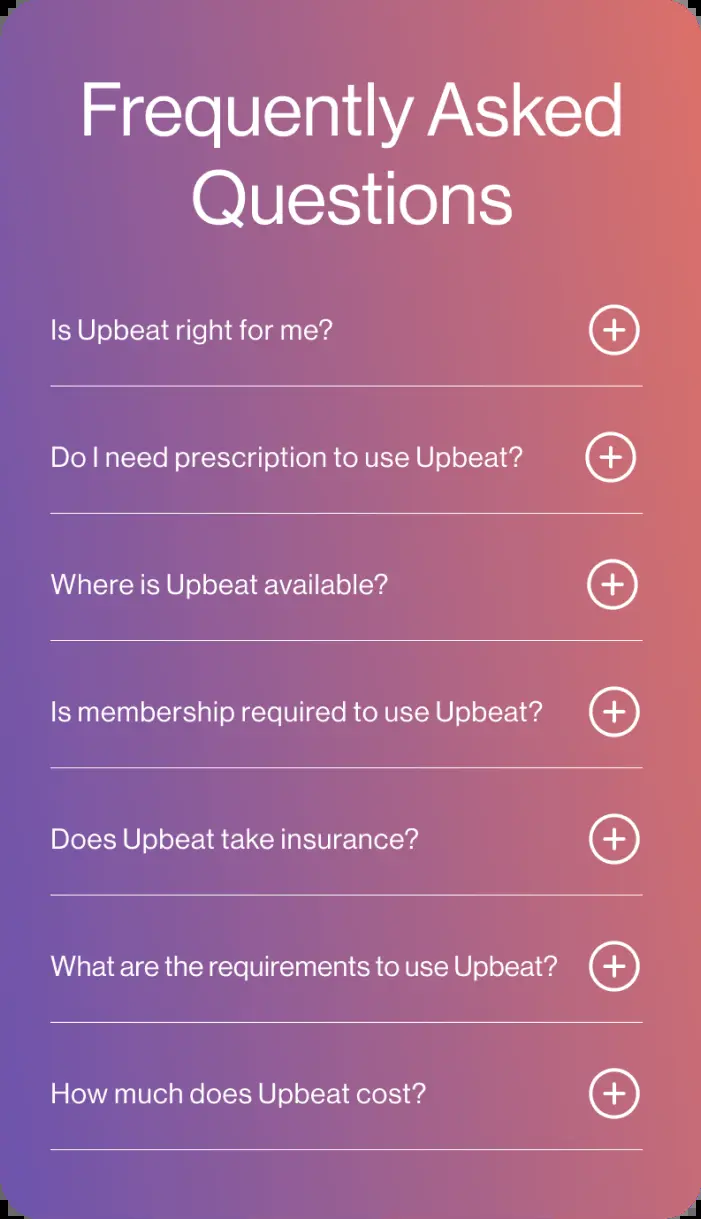 Frequently Asked
Questions
Is Upbeat right for me?
Do I need prescription to use Upbeat?
Where is Upbeat available?
Is membership required to use Upbeat?
Does Upbeat take insurance?
What are the requirements to use Upbeat?
How much does Upbeat cost?